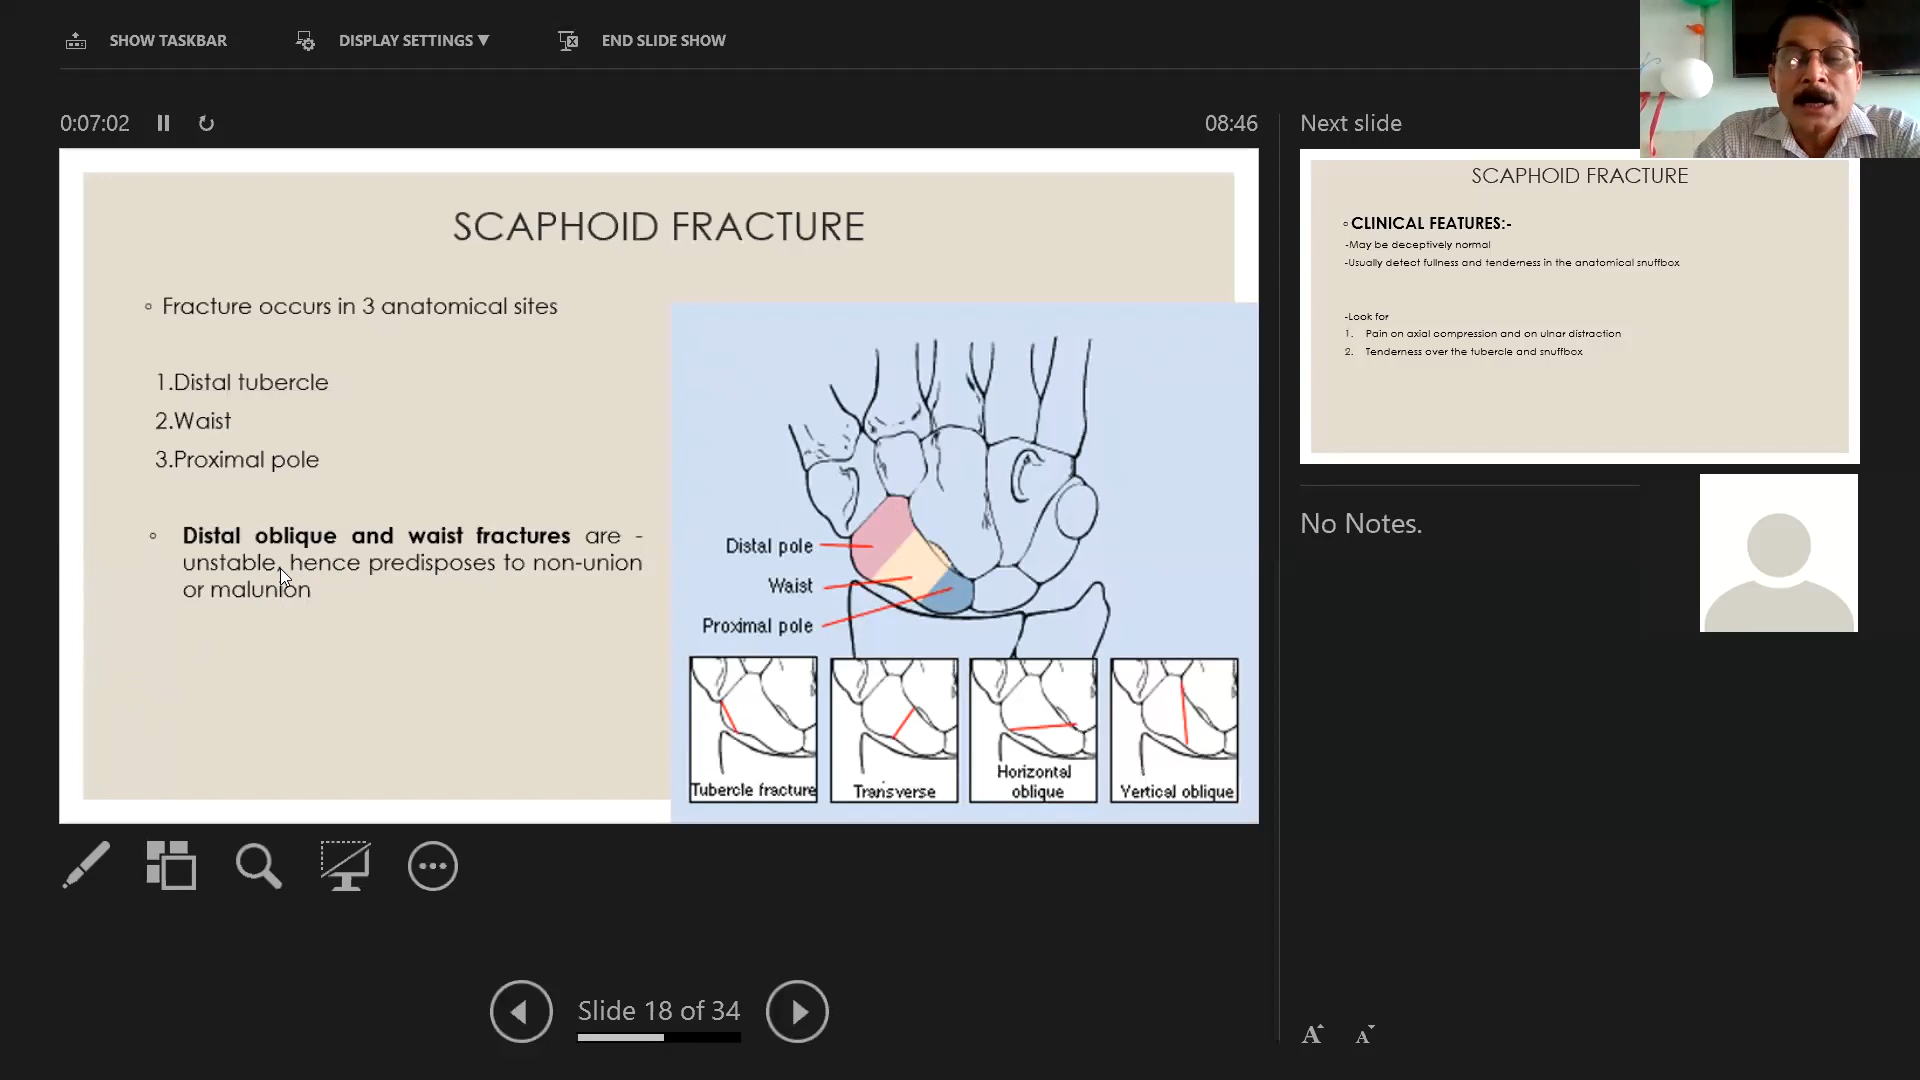 SHOW TASKBAR
DISPLAY SETTINGS ▼
END SLIDE SHOW
0:07:02
08:46
SCAPHOID FRACTURE
◦ Fracture occurs in 3 anatomical sites
1.Distal tubercle
2.Waist
3.Proximal pole
◦ Distal oblique and waist fractures are -
unstable, hence predisposes to non-union
or malunion
Distal pole
Waist
Proximal pole
Tubercle fracture
Transverse
Horizontal
oblique
Vertical oblique
Slide 18 of 34
Next slide
SCAPHOID FRACTURE
◦ CLINICAL FEATURES:-
-May be deceptively normal
-Usually detect fullness and tenderness in the anatomical snuffbox
-Look for
1. Pain on axial compression and on ulnar distraction
2. Tenderness over the tubercle and snuffbox
No Notes.
A A